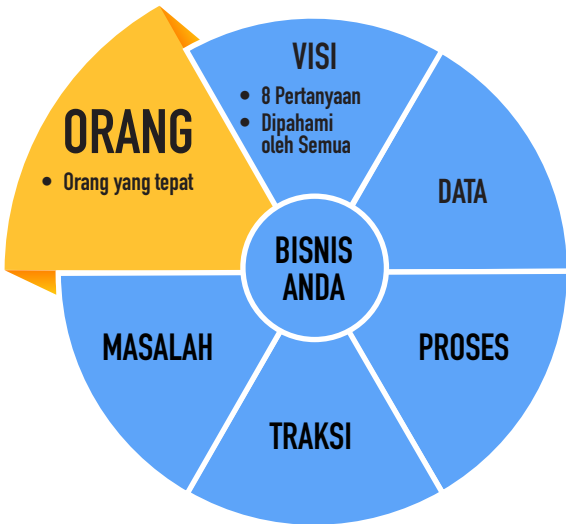 VISI
• 8 Pertanyaan
• Dipahami
oleh Semua
ORANG
• Orang yang tepat
DATA
BISNIS
ANDA
MASALAH
PROSES
TRAKSI